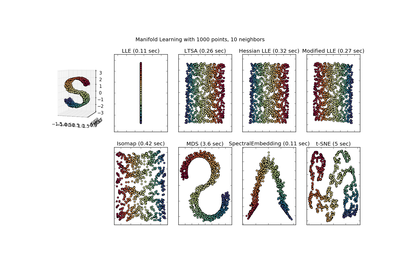 Manifold Learning with 1000 points, 10 neighbors
LLE (0.11 sec)
LTSA (0.26 sec)
Hessian LLE (0.32 sec)
Modified LLE (0.27 sec)
3
2
1
0
−1
−2
−3
Isomap (0.42 sec)
MDS (3.6 sec)
SpectralEmbedding (0.11 sec)
t-SNE (5 sec)